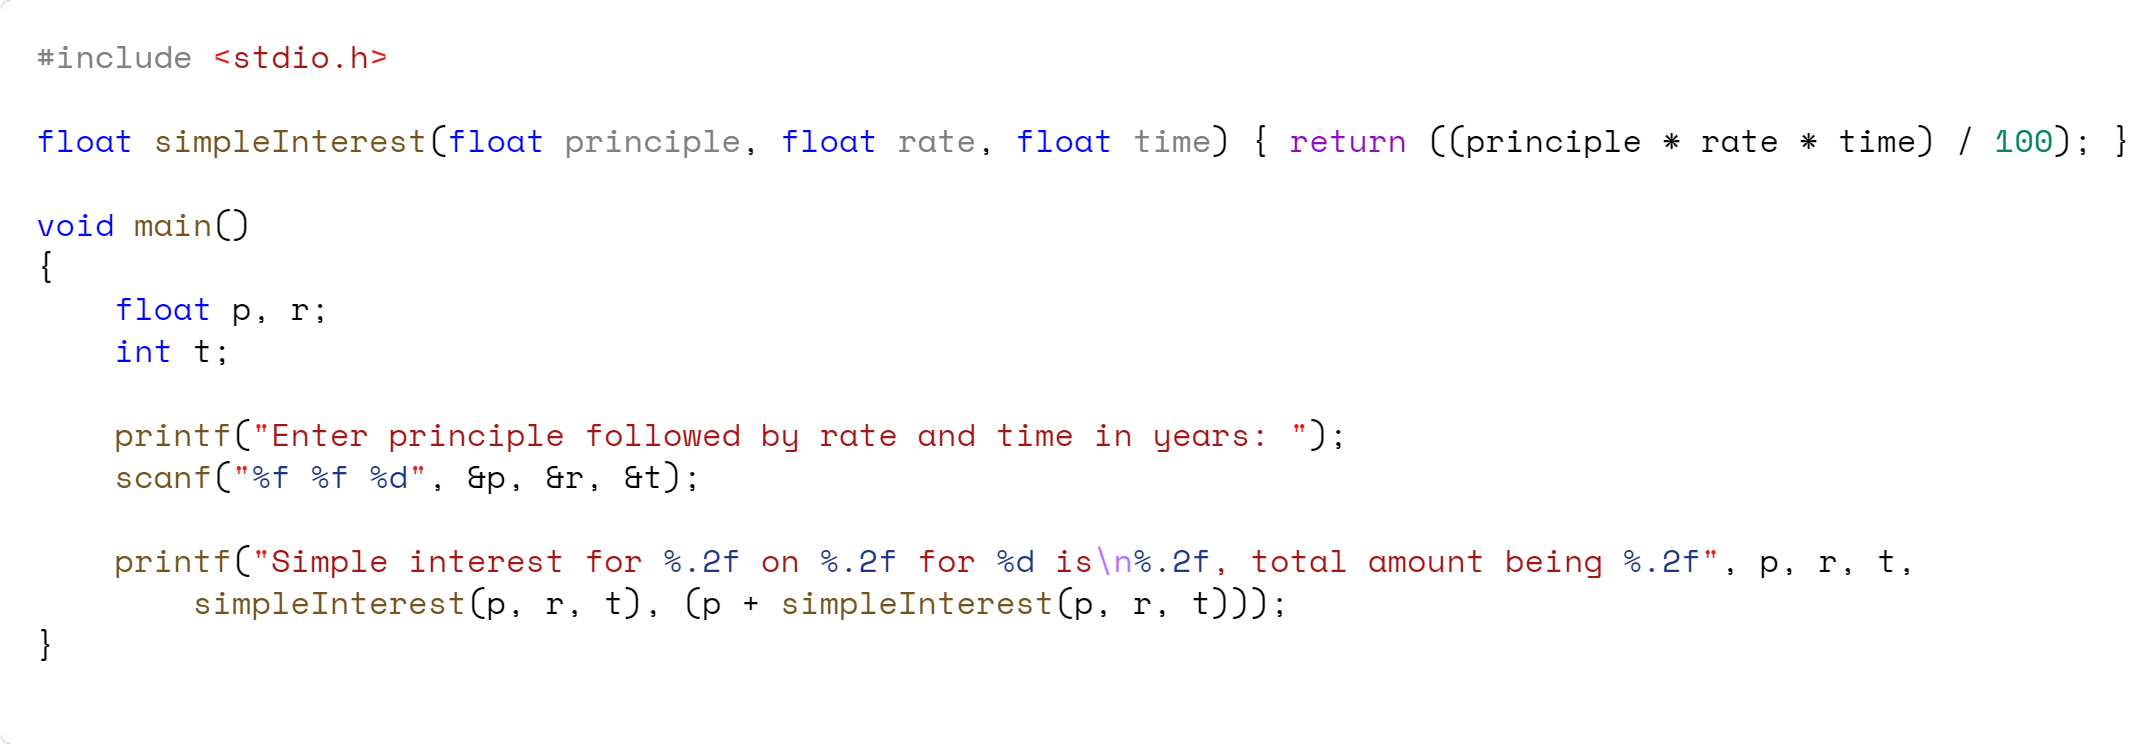 #include <stdio.h>

float simpleInterest(float principle, float rate, float time) { return ((principle * rate * time) / 100); }

void main()
{
    float p, r;
    int t;

    printf("Enter principle followed by rate and time in years: ");
    scanf("%f %f %d", &p, &r, &t);

    printf("Simple interest for %.2f on %.2f for %d is\n%.2f, total amount being %.2f", p, r, t,
        simpleInterest(p, r, t), (p + simpleInterest(p, r, t)));
}